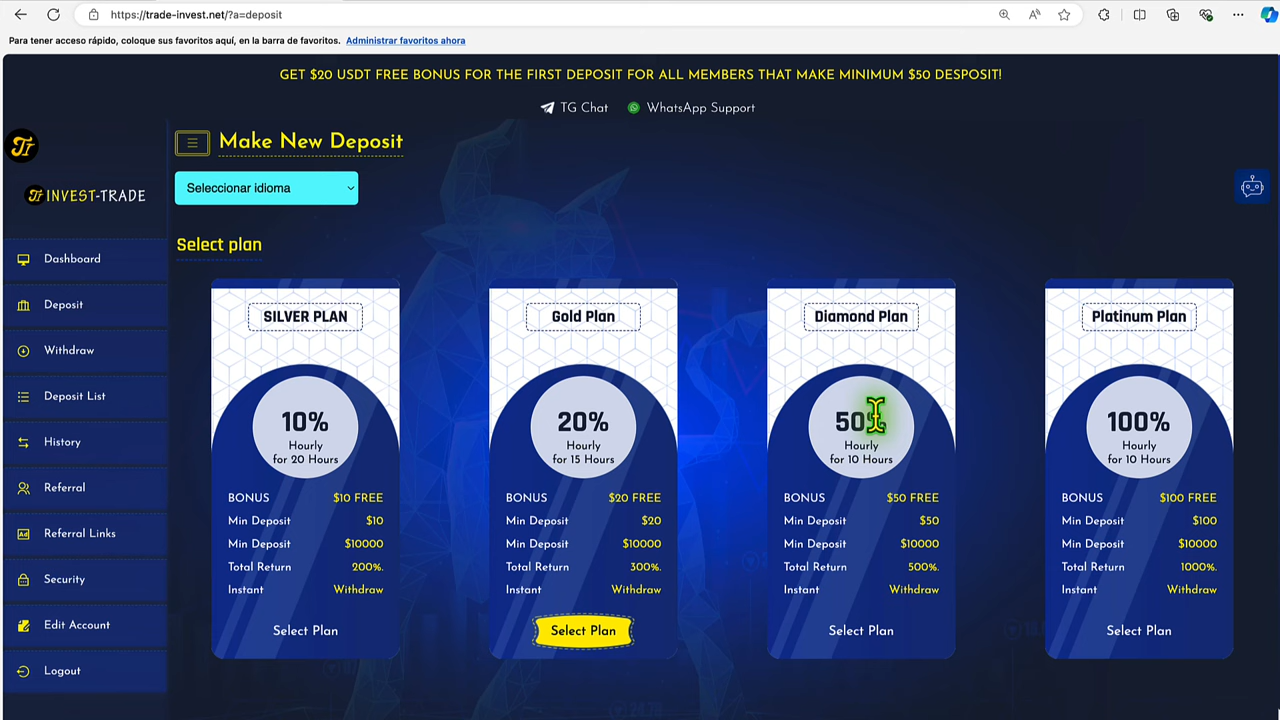 https://trade-invest.net/?a=deposit
Para tener acceso rápido, coloque sus favoritos aquí, en la barra de favoritos. Administrar favoritos ahora
GET $20 USDT FREE BONUS FOR THE FIRST DEPOSIT FOR ALL MEMBERS THAT MAKE MINIMUM $50 DESPOSIT!
TG Chat WhatsApp Support
Make New Deposit
Seleccionar idioma
INVEST-TRADE
Dashboard
Deposit
Withdraw
Deposit List
History
Referral
Referral Links
Security
Edit Account
Logout
Select plan
SILVER PLAN
10%
Hourly
for 20 Hours
BONUS $10 FREE
Min Deposit $10
Min Deposit $10000
Total Return 200%.
Instant Withdraw
Select Plan
Gold Plan
20%
Hourly
for 15 Hours
BONUS $20 FREE
Min Deposit $20
Min Deposit $10000
Total Return 300%.
Instant Withdraw
Select Plan
Diamond Plan
50
Hourly
for 10 Hours
BONUS $50 FREE
Min Deposit $50
Min Deposit $10000
Total Return 500%.
Instant Withdraw
Select Plan
Platinum Plan
100%
Hourly
for 10 Hours
BONUS $100 FREE
Min Deposit $100
Min Deposit $10000
Total Return 1000%.
Instant Withdraw
Select Plan